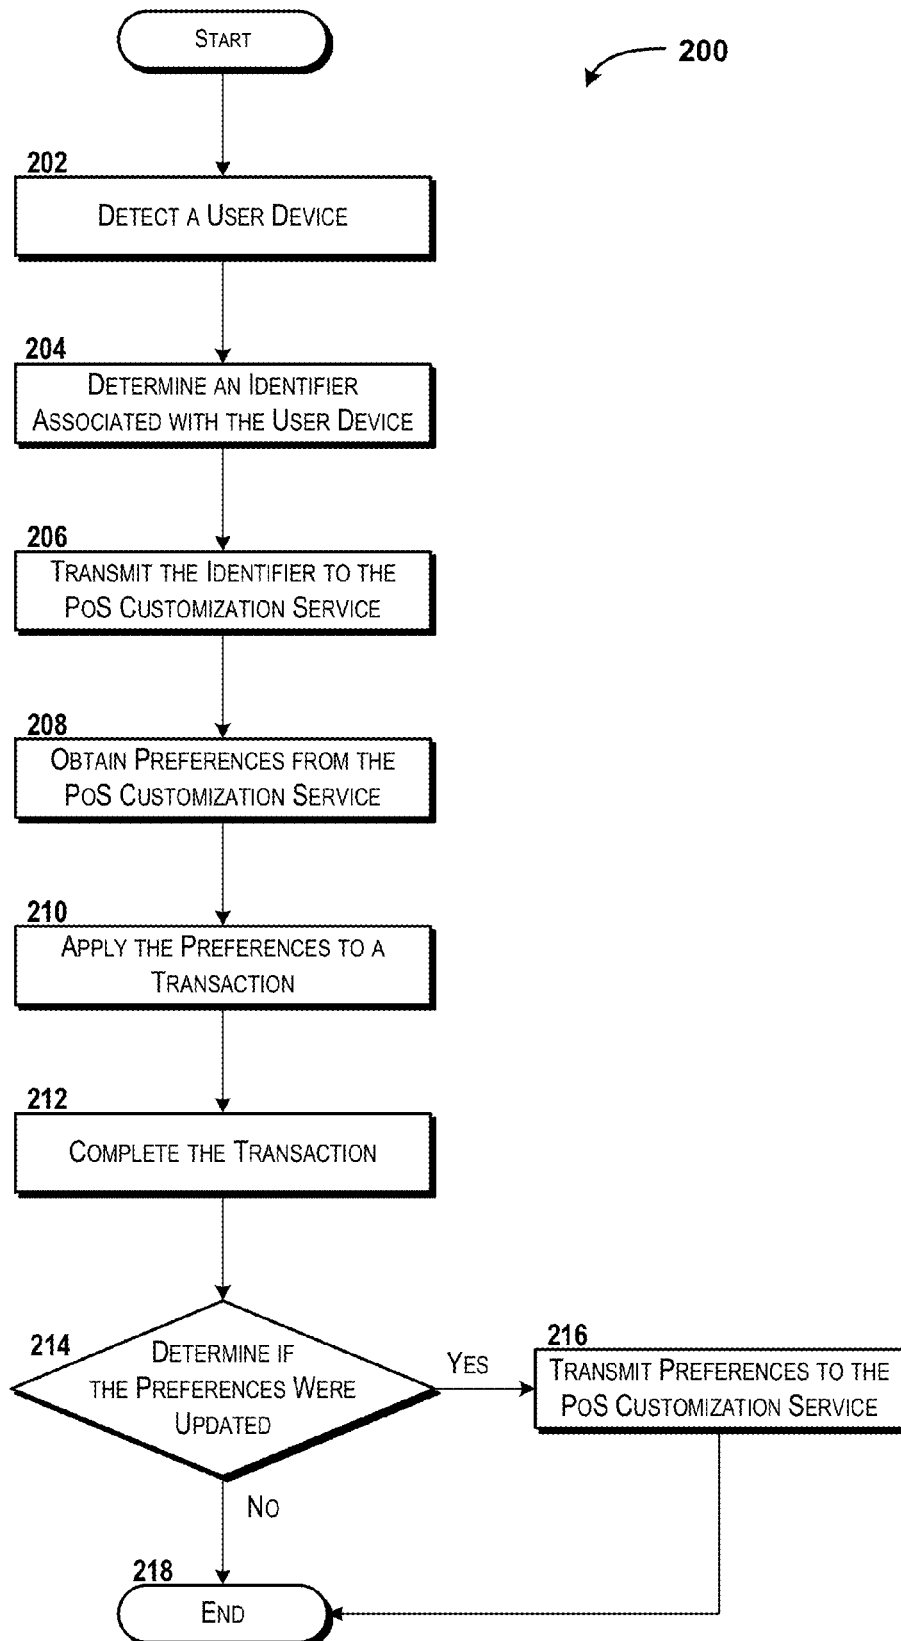 START
200
202
DETECT A USER DEVICE
204
DETERMINE AN IDENTIFIER
ASSOCIATED WITH THE USER DEVICE
206
TRANSMIT THE IDENTIFIER TO THE
POS CUSTOMIZATION SERVICE
208
OBTAIN PREFERENCES FROM THE
POS CUSTOMIZATION SERVICE
210
APPLY THE PREFERENCES TO A
TRANSACTION
212
COMPLETE THE TRANSACTION
214
DETERMINE IF
THE PREFERENCES WERE
UPDATED
YES
216
TRANSMIT PREFERENCES TO THE
POS CUSTOMIZATION SERVICE
NO
218
END